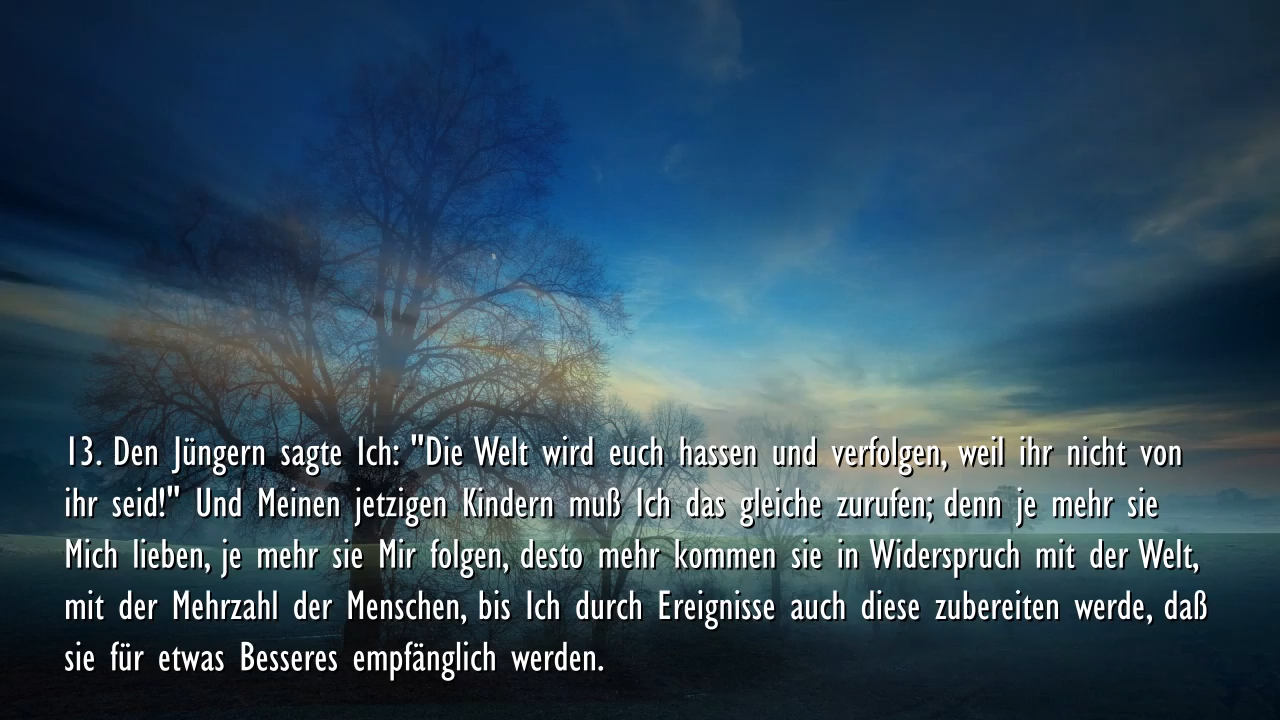 13. Den Jüngern sagte Ich: "Die Welt wird euch hassen und verfolgen, weil ihr nicht von
ihr seid!" Und Meinen jetzigen Kindern muß Ich das gleiche zurufen; denn je mehr sie
Mich lieben, je mehr sie Mir folgen, desto mehr kommen sie in Widerspruch mit der Welt,
mit der Mehrzahl der Menschen, bis Ich durch Ereignisse auch diese zubereiten werde, daß
sie für etwas Besseres empfänglich werden.